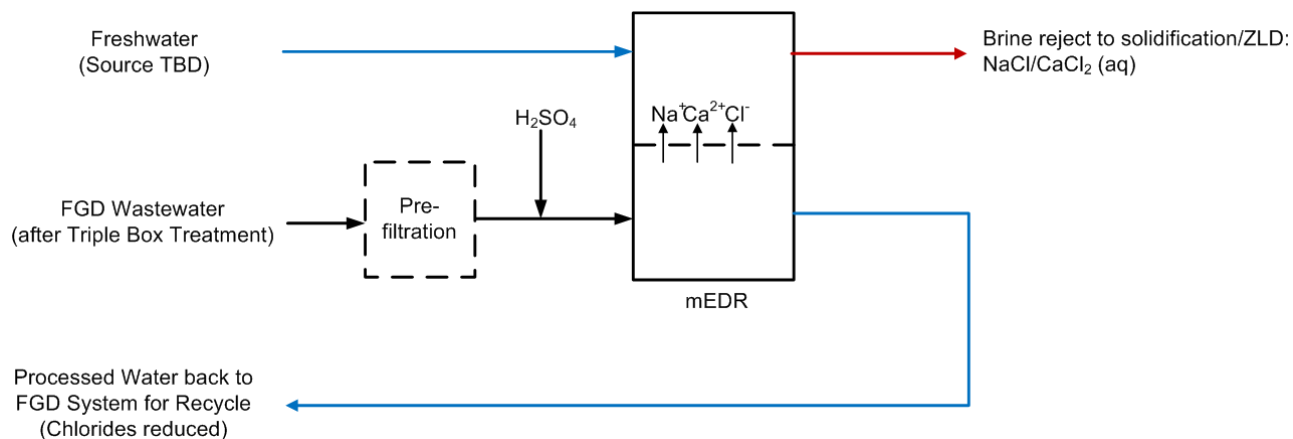 Freshwater
(Source TBD)
Brine reject to solidification/ZLD:
NaCl/CaCl₂ (aq)
H₂SO₄
Na⁺Ca²⁺Cl⁻
FGD Wastewater
(after Triple Box Treatment)
Pre-
filtration
mEDR
Processed Water back to
FGD System for Recycle
(Chlorides reduced)